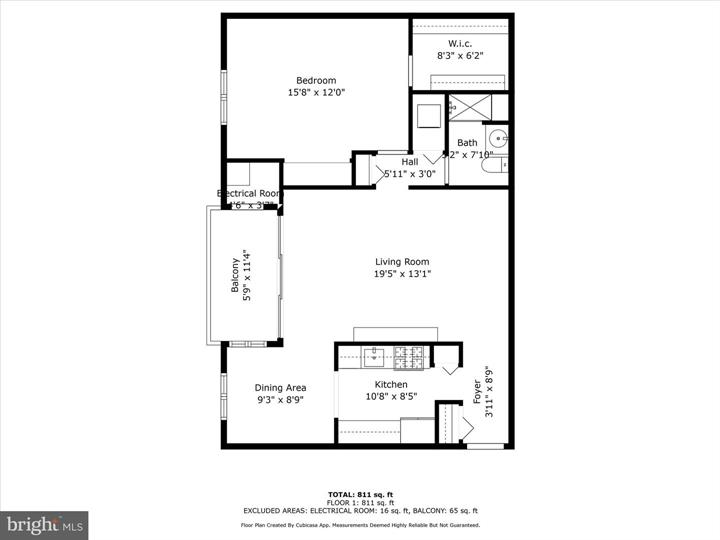 W.i.c.
8'3" x 6'2"
Bedroom
15'8" x 12'0"
Bath
5'2" x 7'10"
Hall
5'11" x 3'0"
Electrical Room
4'6" x 3'7"
Balcony
5'9" x 11'4"
Living Room
19'5" x 13'1"
Dining Area
9'3" x 8'9"
Kitchen
10'8" x 8'5"
Foyer
3'11" x 8'9"
TOTAL: 811 sq. ft
FLOOR 1: 811 sq. ft
EXCLUDED AREAS: ELECTRICAL ROOM: 16 sq. ft, BALCONY: 65 sq. ft
Floor Plan Created By Cubicasa App. Measurements Deemed Highly Reliable But Not Guaranteed.
bright MLS